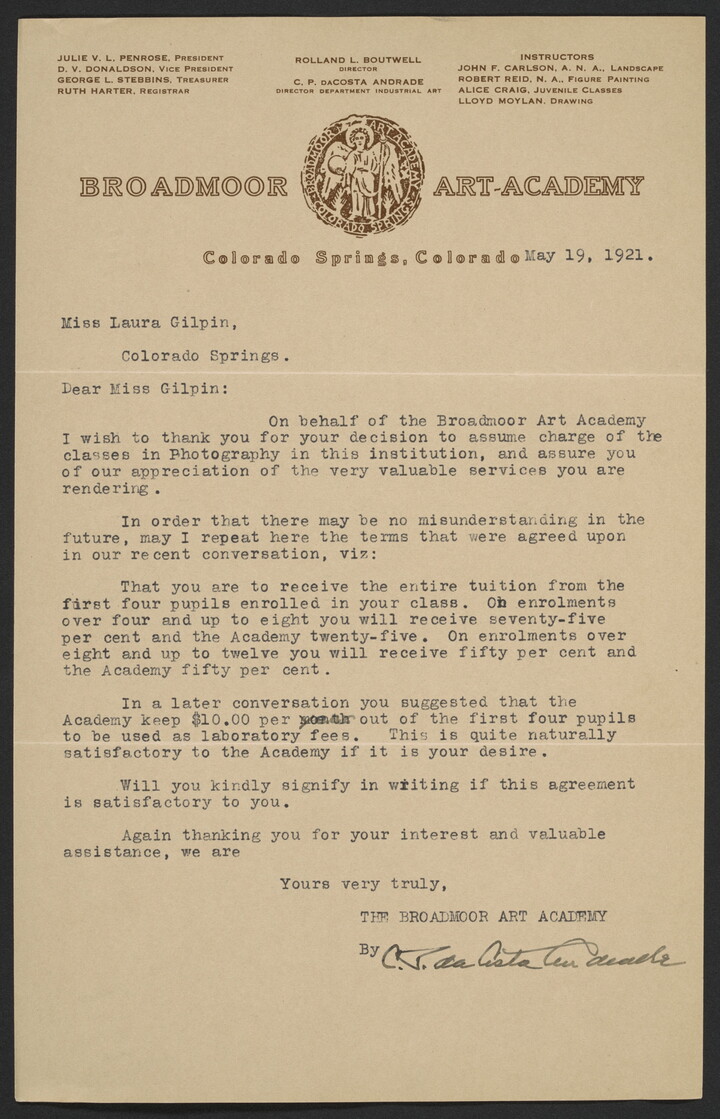 JULIE V. L. PENROSE, PRESIDENT
D. V. DONALDSON, VICE PRESIDENT
GEORGE L. STEBBINS, TREASURER
RUTH HARTER, REGISTRAR
ROLLAND L. BOUTWELL
DIRECTOR
C. P. DACOSTA ANDRADE
DIRECTOR DEPARTMENT INDUSTRIAL ART
INSTRUCTORS
JOHN F. CARLSON, A. N. A., LANDSCAPE
ROBERT REID, N. A., FIGURE PAINTING
ALICE CRAIG, JUVENILE CLASSES
LLOYD MOYLAN, DRAWING
BROADMOOR ART-ACADEMY
BROADMOOR ART ACADEMY COLORADO SPRINGS
Colorado Springs, Colorado May 19, 1921.
Miss Laura Gilpin,
Colorado Springs.
Dear Miss Gilpin:
On behalf of the Broadmoor Art Academy
I wish to thank you for your decision to assume charge of the
classes in Photography in this institution, and assure you
of our appreciation of the very valuable services you are
rendering.
In order that there may be no misunderstanding in the
future, may I repeat here the terms that were agreed upon
in our recent conversation, viz:
That you are to receive the entire tuition from the
first four pupils enrolled in your class. On enrolments
over four and up to eight you will receive seventy-five
per cent and the Academy twenty-five. On enrolments over
eight and up to twelve you will receive fifty per cent and
the Academy fifty per cent.
In a later conversation you suggested that the
Academy keep $10.00 per month out of the first four pupils
to be used as laboratory fees. This is quite naturally
satisfactory to the Academy if it is your desire.
Will you kindly signify in writing if this agreement
is satisfactory to you.
Again thanking you for your interest and valuable
assistance, we are
Yours very truly,
THE BROADMOOR ART ACADEMY
By C. P. da Costa Andrade